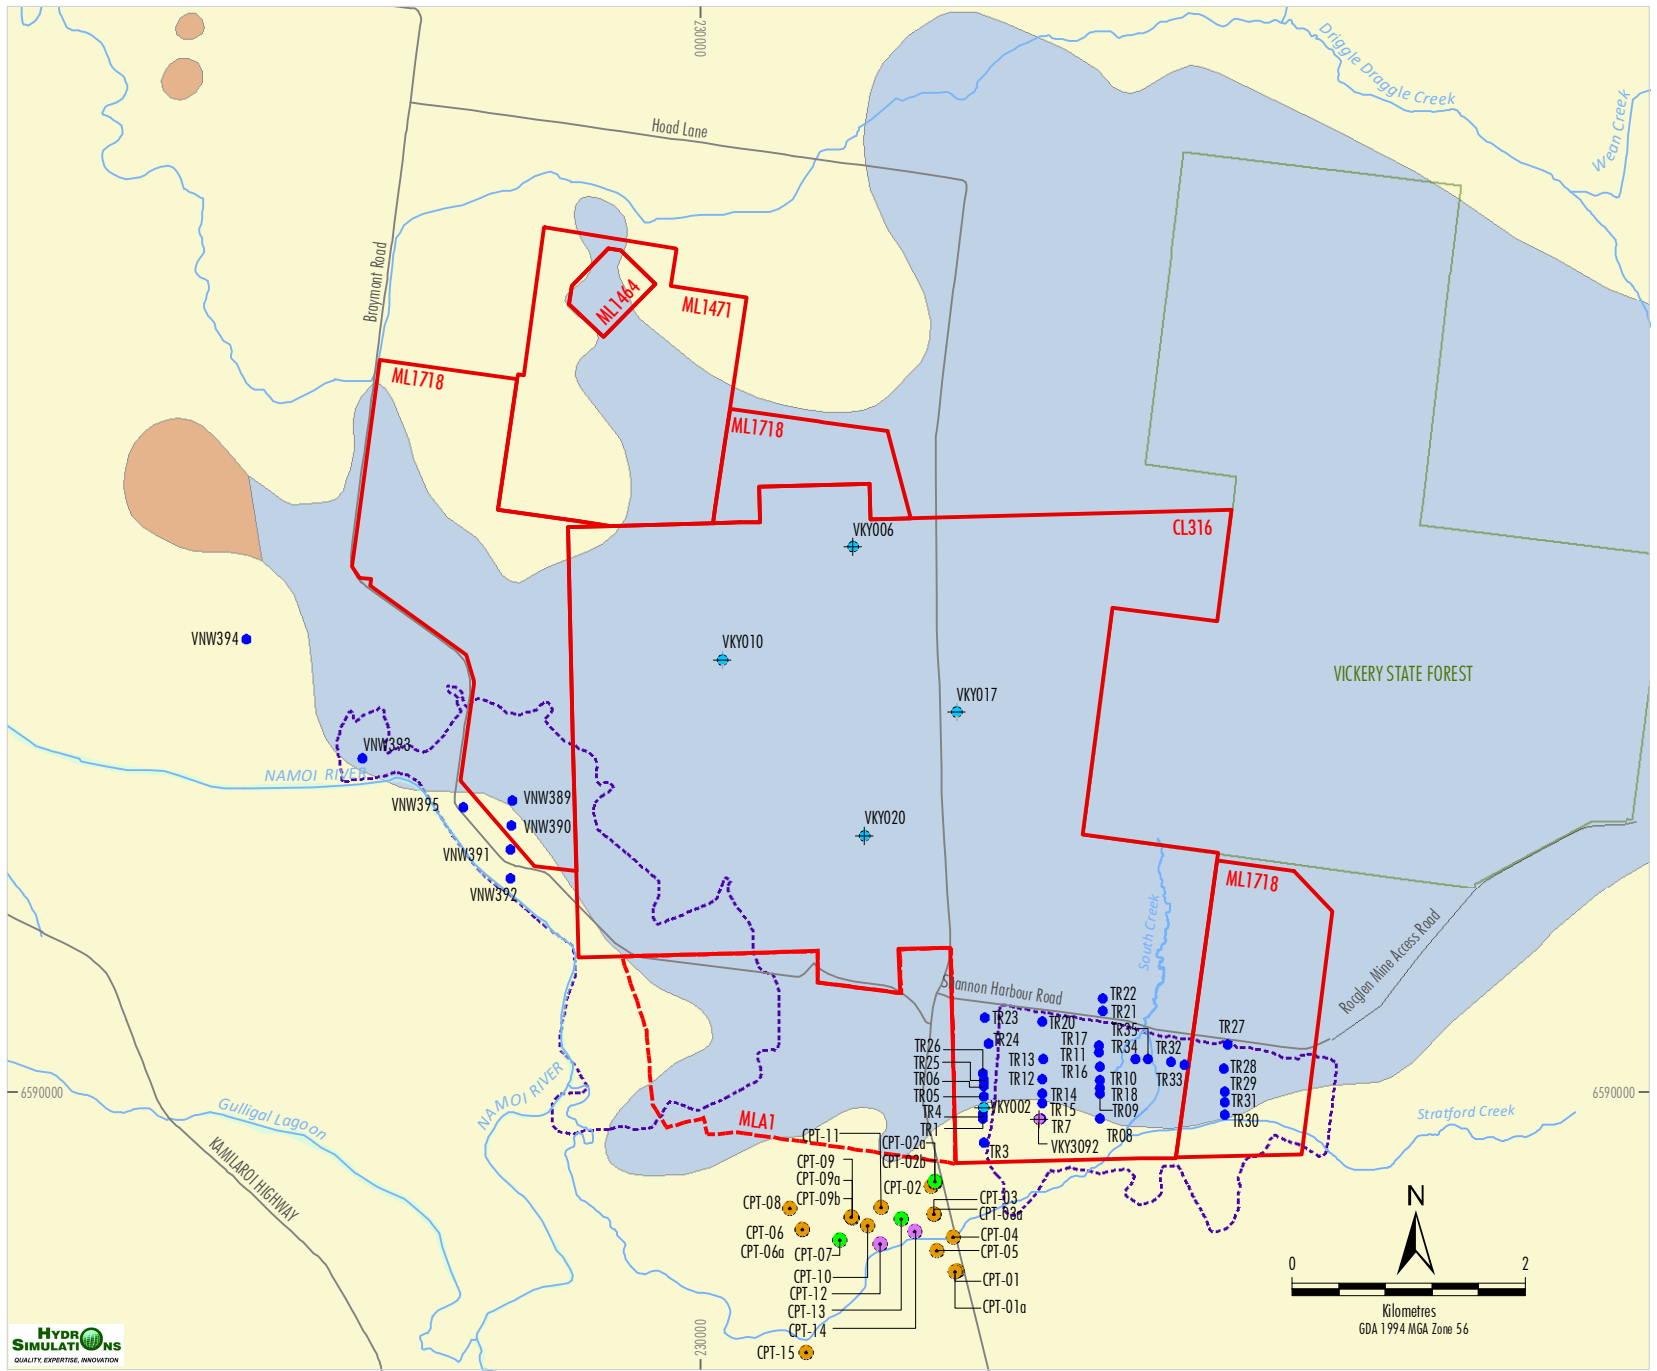 230000
Driggle Draggle Creek
Wean Creek
Hoad Lane
Braymont Road
ML1464
ML1471
ML1718
ML1718
CL316
VKY006
VNW394
VKY010
VICKERY STATE FOREST
VKY017
VNW393
NAMOI RIVER
VNW395
VNW389
VNW390
VKY020
VNW391
VNW392
ML1718
South Creek
Rocglen Mine Access Road
Shannon Harbour Road
TR22
TR21
TR23
TR20
TR35
TR27
TR24
TR17
TR26
TR34
TR32
TR25
TR13
TR11
TR28
TR06
TR12
TR16
TR10
TR33
TR29
TR05
TR14
TR18
TR31
VKY002
TR15
TR09
TR4
TR30
TR1
TR7
TR08
TR3
VKY3092
6590000
6590000
Gulligal Lagoon
NAMOI RIVER
Stratford Creek
KAMILAROI HIGHWAY
MLA1
CPT-11
CPT-02a
CPT-09
CPT-02b
CPT-09a
CPT-02
CPT-09b
CPT-03
CPT-08
CPT-03a
CPT-06
CPT-04
CPT-06a
CPT-07
CPT-05
CPT-10
CPT-01
CPT-12
CPT-13
CPT-01a
CPT-14
CPT-15
230000
N
0 2
Kilometres
GDA 1994 MGA Zone 56
HYDRO
SIMULATIONS
QUALITY, EXPERTISE, INNOVATION